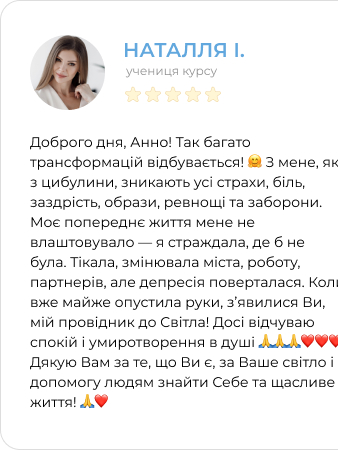 НАТАЛЛЯ І.
учениця курсу
Доброго дня, Анно! Так багато
трансформацій відбувається! 🤗 З мене, як
з цибулини, зникають усі страхи, біль,
заздрість, образи, ревнощі та заборони.
Моє попереднє життя мене не
влаштовувало — я страждала, де б не
була. Тікала, змінювала міста, роботу,
партнерів, але депресія поверталася. Коли
вже майже опустила руки, з’явилися Ви,
мій провідник до Світла! Досі відчуваю
спокій і умиротворення в душі 🙏🙏🙏❤️❤️❤️
Дякую Вам за те, що Ви є, за Ваше світло і
допомогу людям знайти Себе та щасливе
життя! 🙏❤️